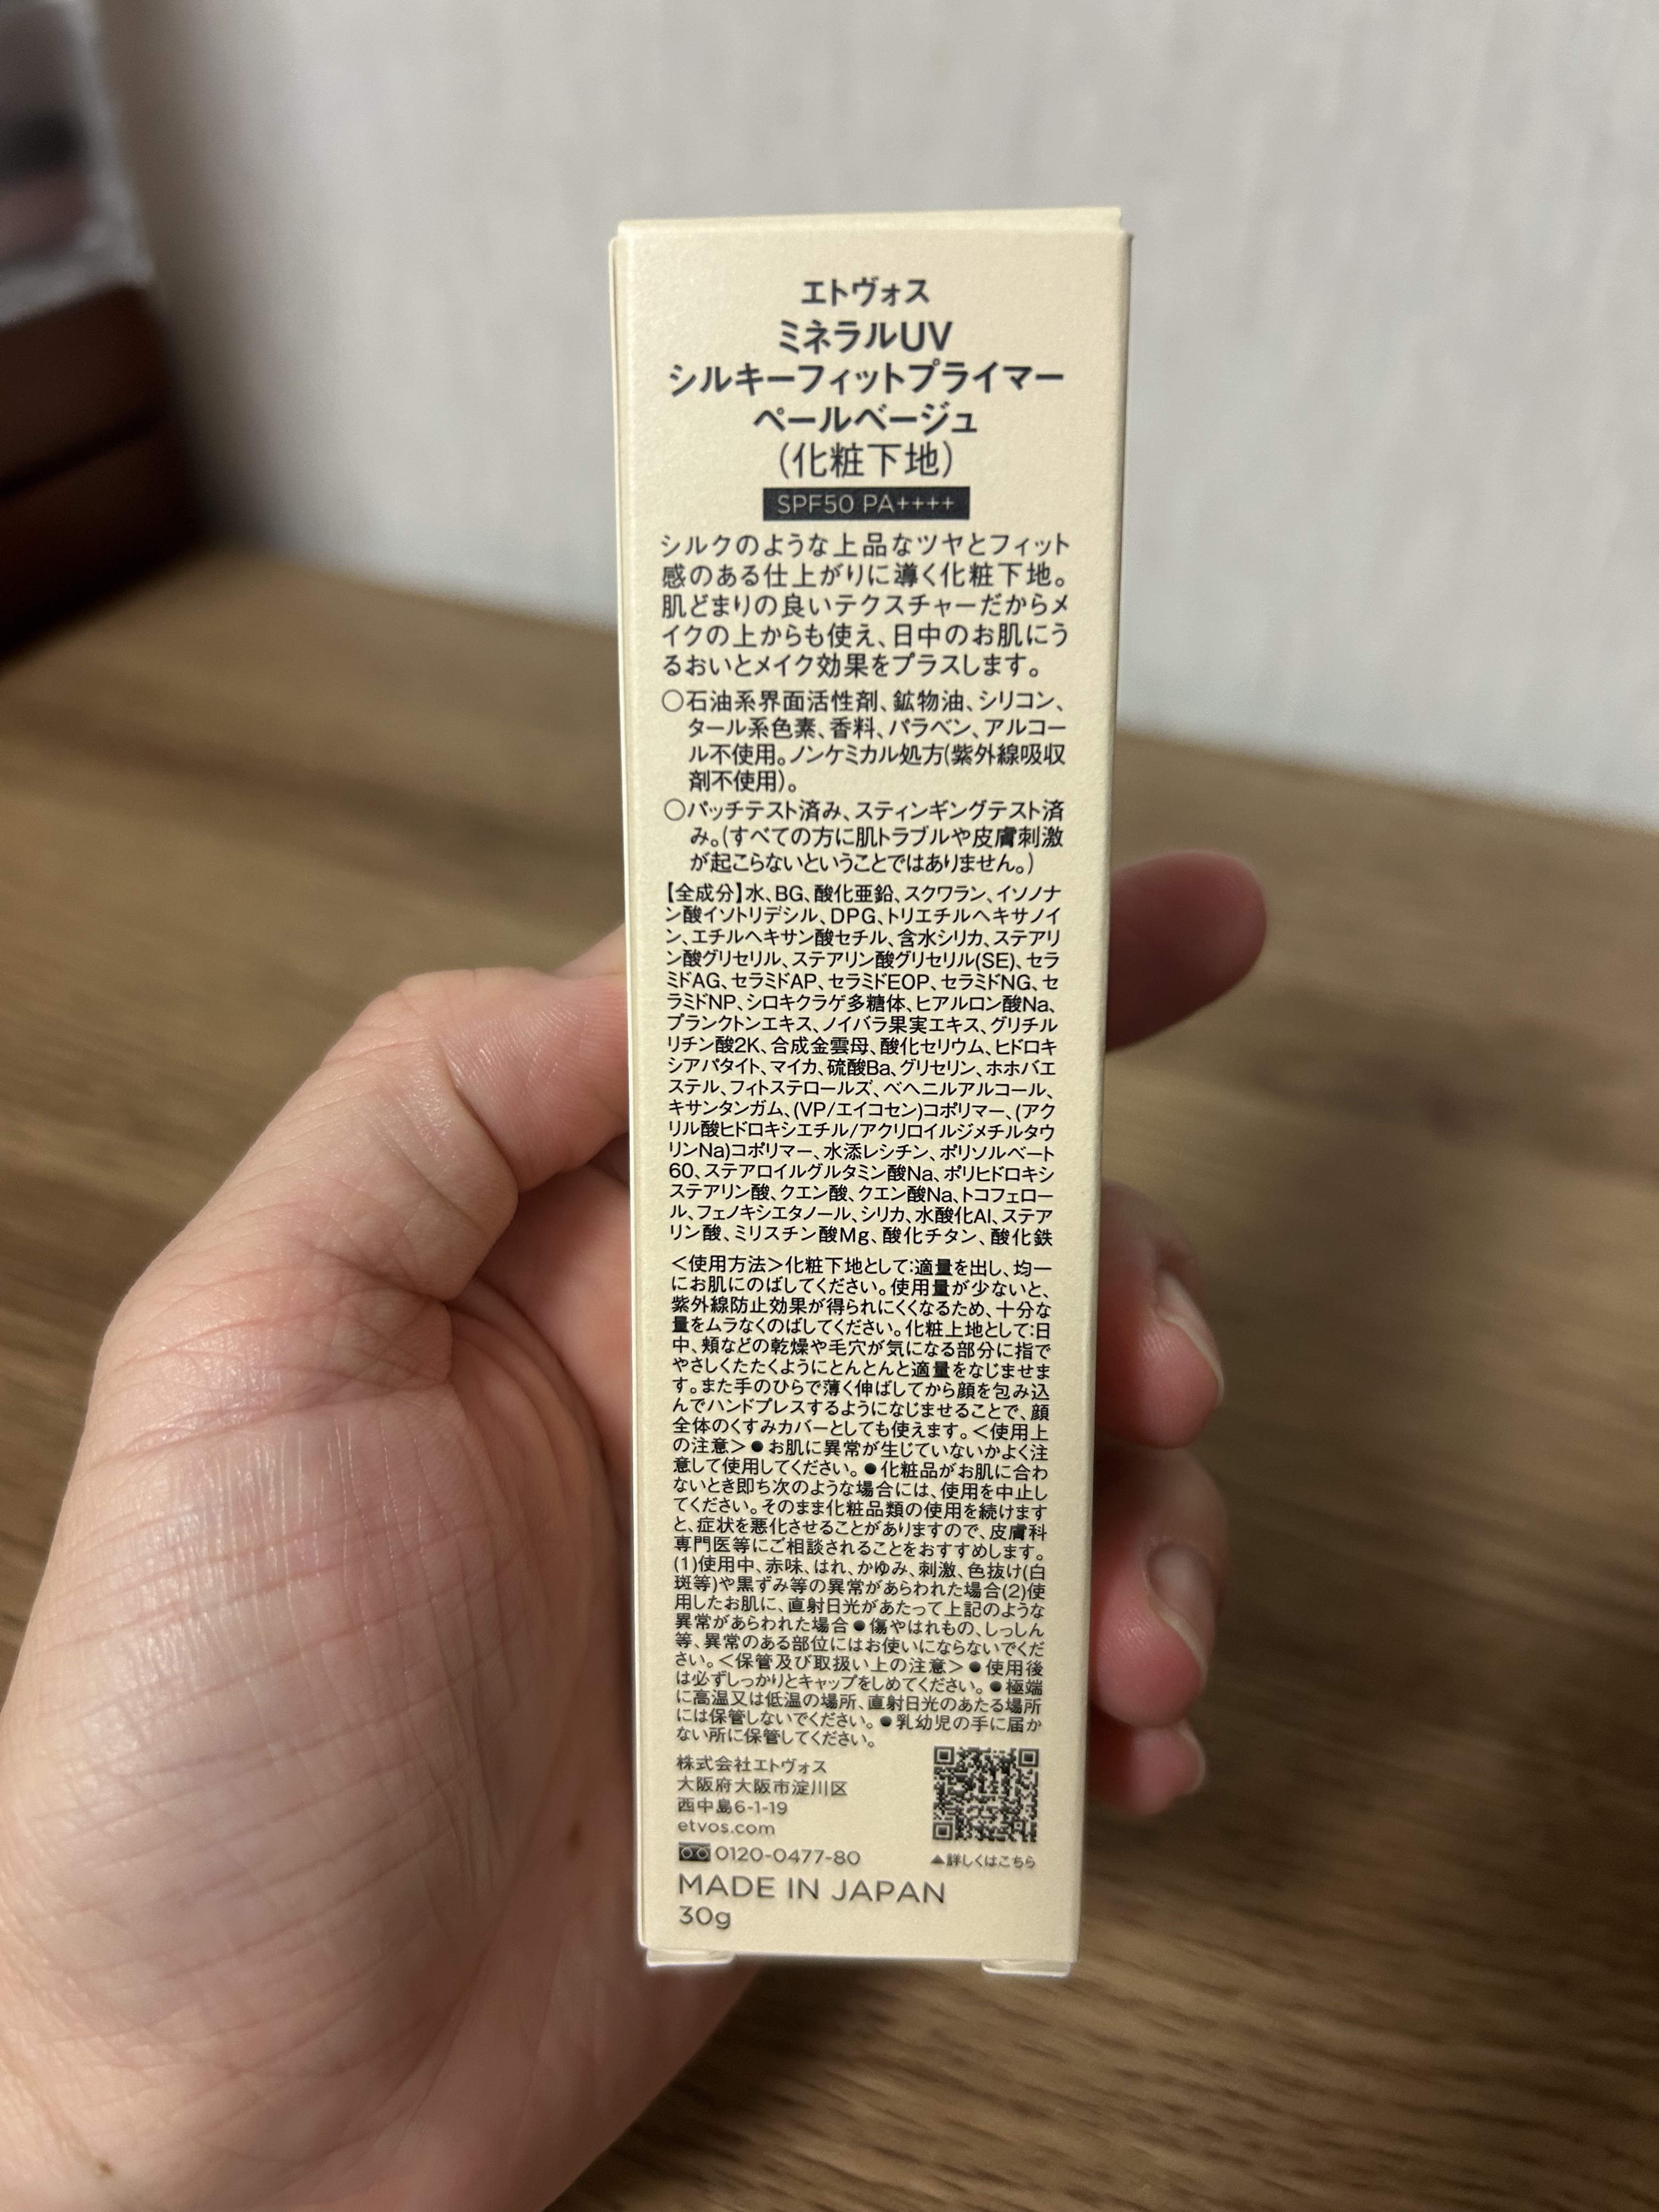 エトヴォス
ミネラルUV
シルキーフィットプライマー
ペールベージュ
(化粧下地)
SPF50 PA++++
シルクのような上品なツヤとフィット
感のある仕上がりに導く化粧下地。
肌どまりの良いテクスチャーだからメ
イクの上からも使え、日中のお肌にう
るおいとメイク効果をプラスします。
○石油系界面活性剤、鉱物油、シリコン、
タール系色素、香料、パラベン、アルコー
ル不使用。ノンケミカル処方(紫外線吸収
剤不使用)。
○パッチテスト済み、スティンギングテスト済
み。(すべての方に肌トラブルや皮膚刺激
が起こらないということではありません。)
【全成分】水、BG、酸化亜鉛、スクワラン、イソノナ
ン酸イソトリデシル、DPG、トリエチルヘキサノイ
ン、エチルヘキサン酸セチル、含水シリカ、ステアリ
ン酸グリセリル、ステアリン酸グリセリル(SE)、セラ
ミドAG、セラミドAP、セラミドEOP、セラミドNG、セ
ラミドNP、シロキクラゲ多糖体、ヒアルロン酸Na、
プランクトンエキス、ノイバラ果実エキス、グリチル
リチン酸2K、合成金雲母、酸化セリウム、ヒドロキ
シアパタイト、マイカ、硫酸Ba、グリセリン、ホホバエ
ステル、フィトステロールズ、ベヘニルアルコール、
キサンタンガム、(VP/エイコセン)コポリマー、(アク
リル酸ヒドロキシエチル/アクリロイルジメチルタウ
リンNa)コポリマー、水添レシチン、ポリソルベート
60、ステアロイルグルタミン酸Na、ポリヒドロキシ
ステアリン酸、クエン酸、クエン酸Na、トコフェロー
ル、フェノキシエタノール、シリカ、水酸化Al、ステア
リン酸、ミリスチン酸Mg、酸化チタン、酸化鉄
＜使用方法＞化粧下地として:適量を出し、均一
にお肌にのばしてください。使用量が少ないと、
紫外線防止効果が得られにくくなるため、十分な
量をムラなくのばしてください。化粧上地として:日
中、頬などの乾燥や毛穴が気になる部分に指で
やさしくたたくようにとんとんと適量をなじませま
す。また手のひらで薄く伸ばしてから顔を包み込
んでハンドプレスするようになじませることで、顔
全体のくすみカバーとしても使えます。＜使用上
の注意＞●お肌に異常が生じていないかよく注
意して使用してください。●化粧品がお肌に合わ
ないとき即ち次のような場合には、使用を中止し
てください。そのまま化粧品類の使用を続けます
と、症状を悪化させることがありますので、皮膚科
専門医等にご相談されることをおすすめします。
(1)使用中、赤味、はれ、かゆみ、刺激、色抜け(白
斑等)や黒ずみ等の異常があらわれた場合(2)使
用したお肌に、直射日光があたって上記のような
異常があらわれた場合●傷やはれもの、しっしん
等、異常のある部位にはお使いにならないでくだ
さい。＜保管及び取扱い上の注意＞●使用後
は必ずしっかりとキャップをしめてください。●極端
に高温又は低温の場所、直射日光のあたる場所
には保管しないでください。●乳幼児の手に届か
ない所に保管してください。
株式会社エトヴォス
大阪府大阪市淀川区
西中島6-1-19
etvos.com
0120-0477-80
▲詳しくはこちら
MADE IN JAPAN
30g